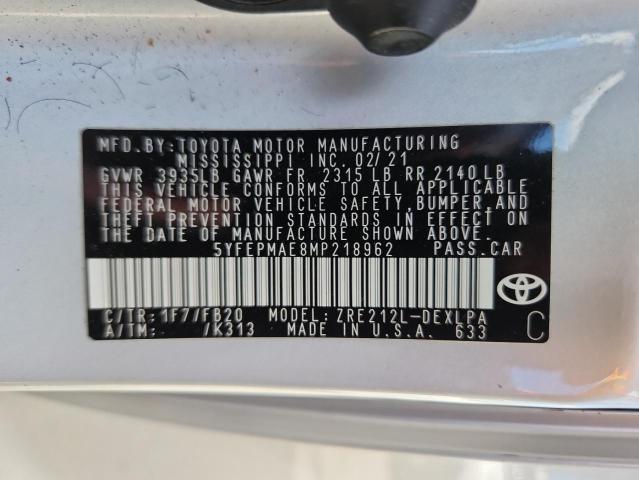 MFD.BY:TOYOTA MOTOR MANUFACTURING
MISSISSIPPI INC. 02/21
GVWR 3935LB GAWR FR 2315 LB RR 2140 LB
THIS VEHICLE CONFORMS TO ALL APPLICABLE
FEDERAL MOTOR VEHICLE SAFETY, BUMPER, AND
THEFT PREVENTION STANDARDS IN EFFECT ON
THE DATE OF MANUFACTURE SHOWN ABOVE.
5YFEPMAE8MP218962 PASS.CAR
C/TR:1F7/FB20 MODEL: ZRE212L-DEXLPA
A/TM: /K313 MADE IN U.S.A. 633 C